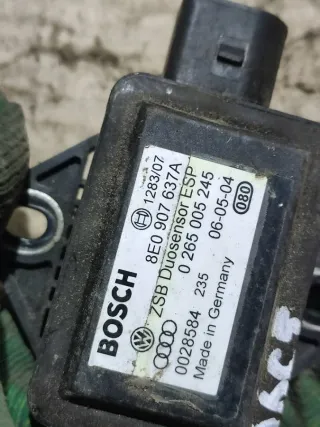 BOSCH
1283/07
8E0 907 637A
ZSB Duosensor ESP
0 265 005 245
0028584 235 06-05-04
Made in Germany
080